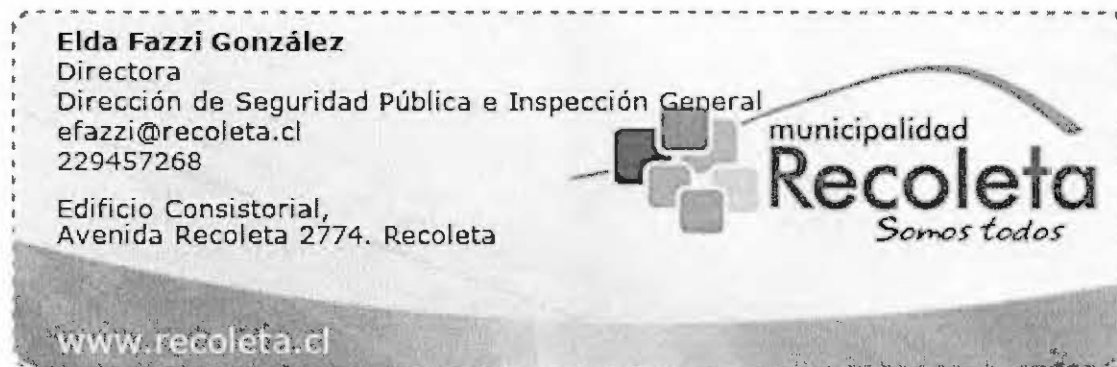 Elda Fazzi González
Directora
Dirección de Seguridad Pública e Inspección General
efazzi@recoleta.cl
229457268
Edificio Consistorial,
Avenida Recoleta 2774. Recoleta
municipalidad
Recoleta
Somos todos
www.recoleta.cl